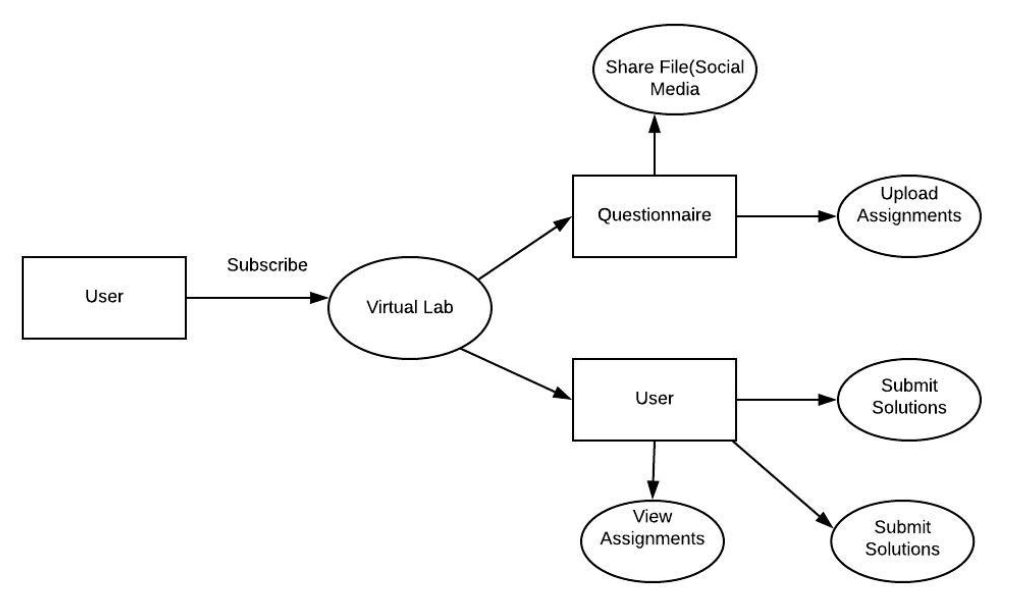 Share File(Social
Media
Questionnaire
Upload
Assignments
Subscribe
User
Virtual Lab
User
Submit
Solutions
View
Assignments
Submit
Solutions